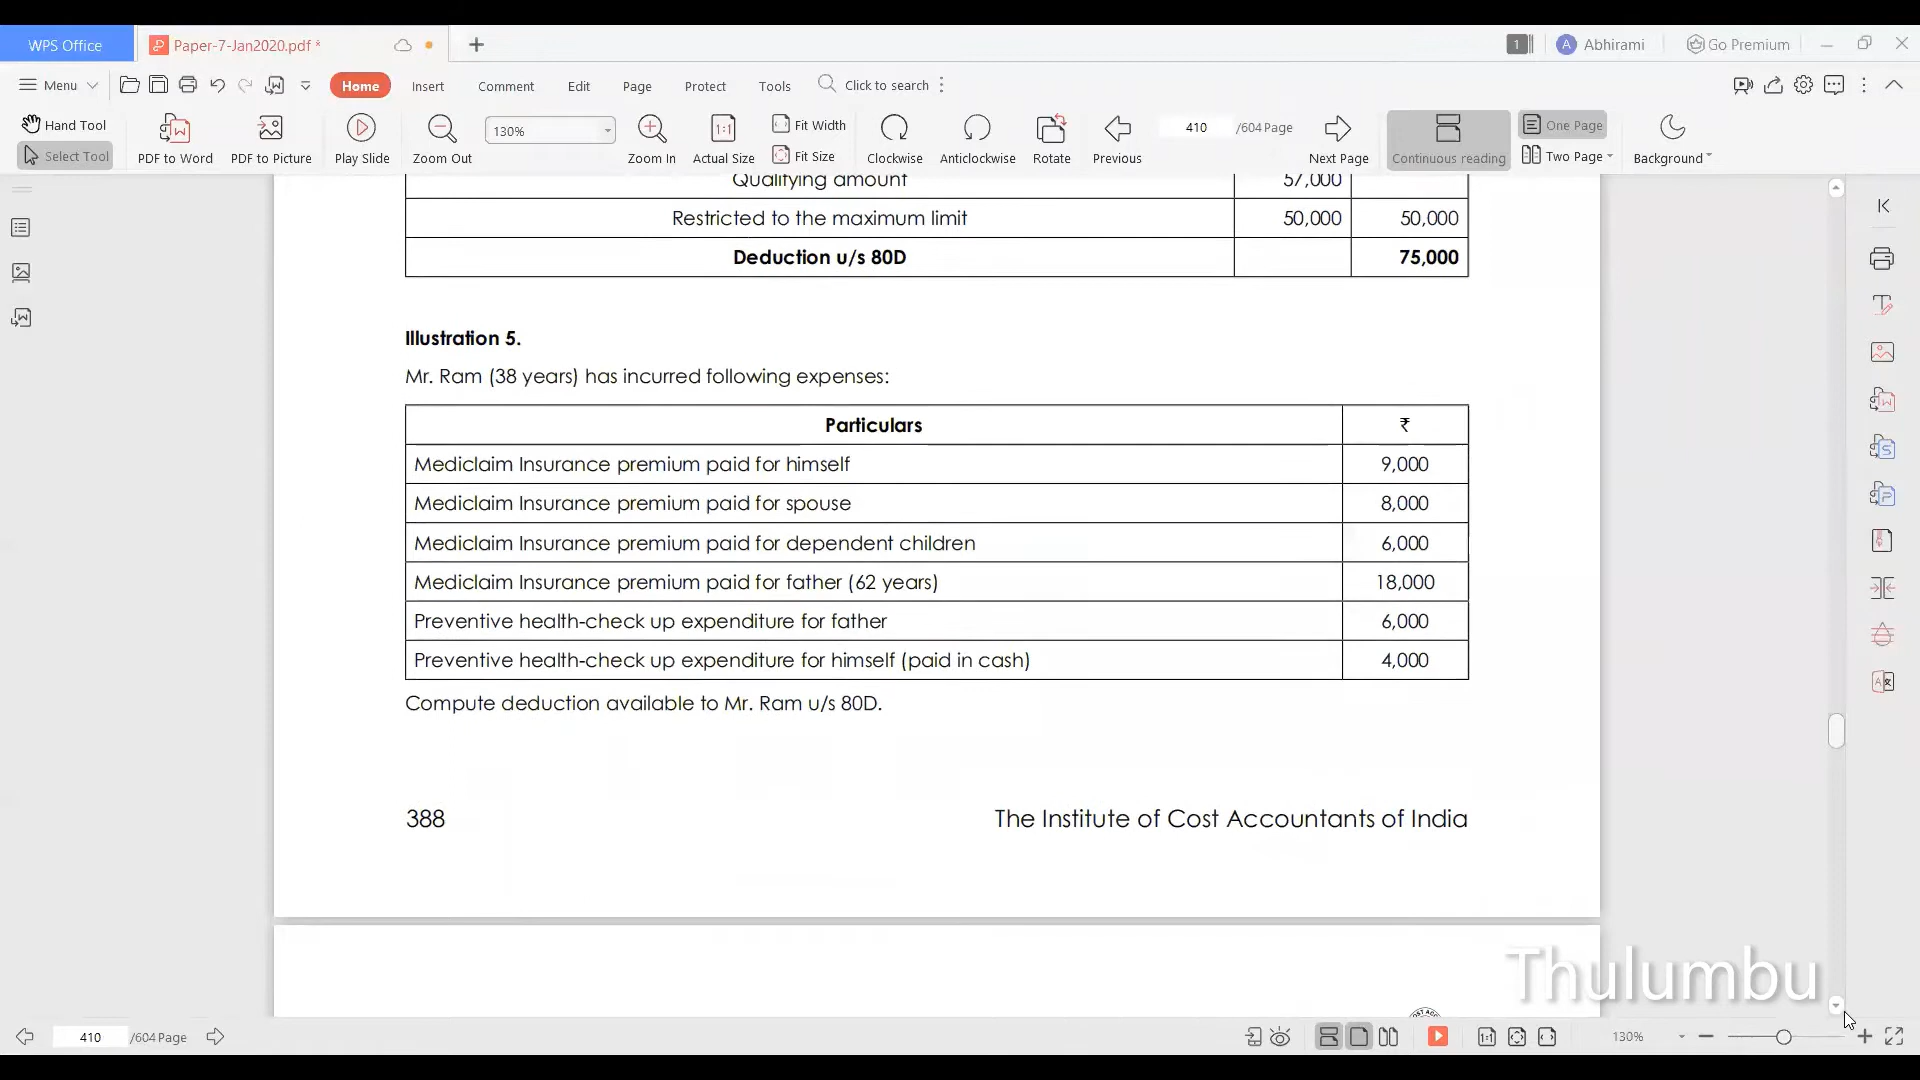 WPS Office
Paper-7-Jan2020.pdf *
1
A Abhirami
Go Premium
Menu
Home
Insert
Comment
Edit
Page
Protect
Tools
Click to search
Hand Tool
Select Tool
PDF to Word
PDF to Picture
Play Slide
Zoom Out
130%
Zoom In
1:1
Actual Size
Fit Width
Fit Size
Clockwise
Anticlockwise
Rotate
Previous
410 /604 Page
Next Page
Continuous reading
One Page
Two Page
Background
Qualifying amount 57,000
Restricted to the maximum limit 50,000 50,000
Deduction u/s 80D 75,000
Illustration 5.
Mr. Ram (38 years) has incurred following expenses:
Particulars ₹
Mediclaim Insurance premium paid for himself 9,000
Mediclaim Insurance premium paid for spouse 8,000
Mediclaim Insurance premium paid for dependent children 6,000
Mediclaim Insurance premium paid for father (62 years) 18,000
Preventive health-check up expenditure for father 6,000
Preventive health-check up expenditure for himself (paid in cash) 4,000
Compute deduction available to Mr. Ram u/s 80D.
388 The Institute of Cost Accountants of India
Thulumbu
410 /604 Page
1:1
130%